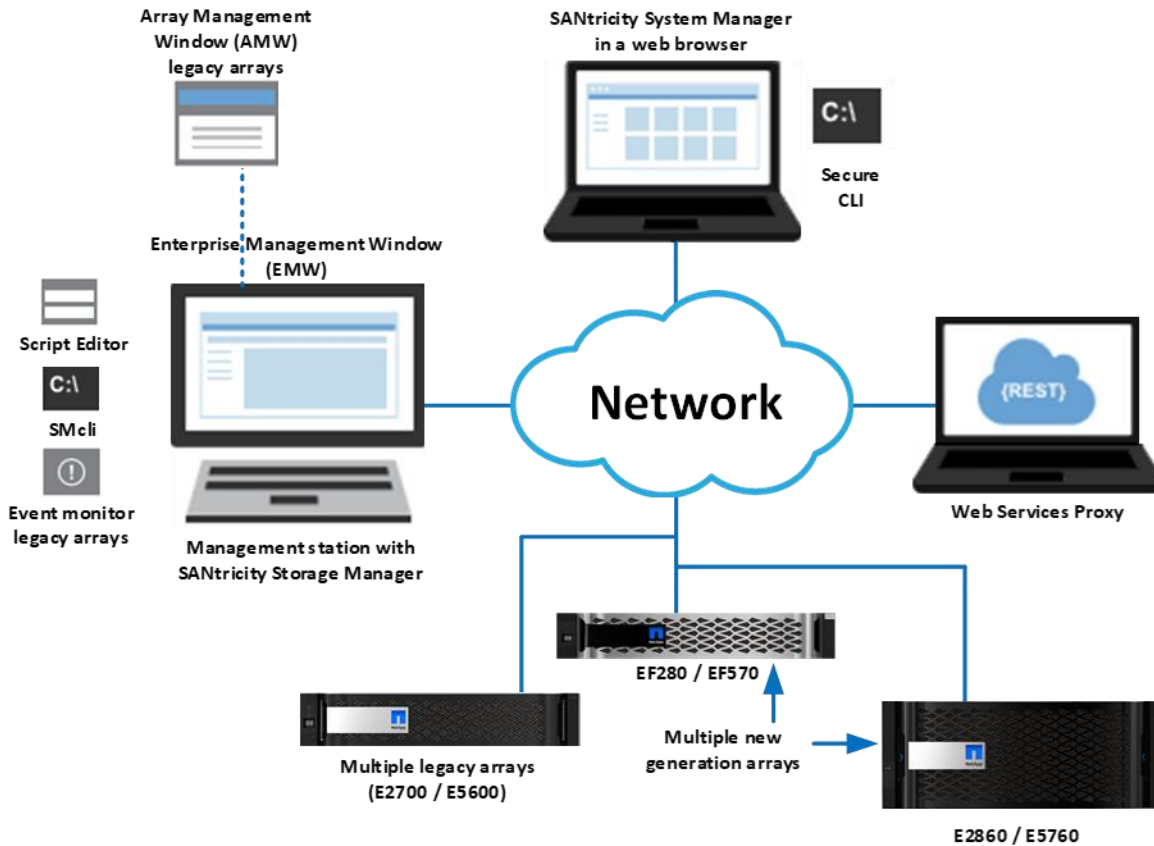 Array Management
Window (AMW)
legacy arrays
SANtricity System Manager
in a web browser
C:\
Secure
CLI
Enterprise Management Window
(EMW)
Script Editor
C:\
SMcli
Event monitor
legacy arrays
Management station with
SANtricity Storage Manager
Network
{REST}
Web Services Proxy
EF280 / EF570
Multiple legacy arrays
(E2700 / E5600)
Multiple new
generation arrays
NetApp
E2860 / E5760